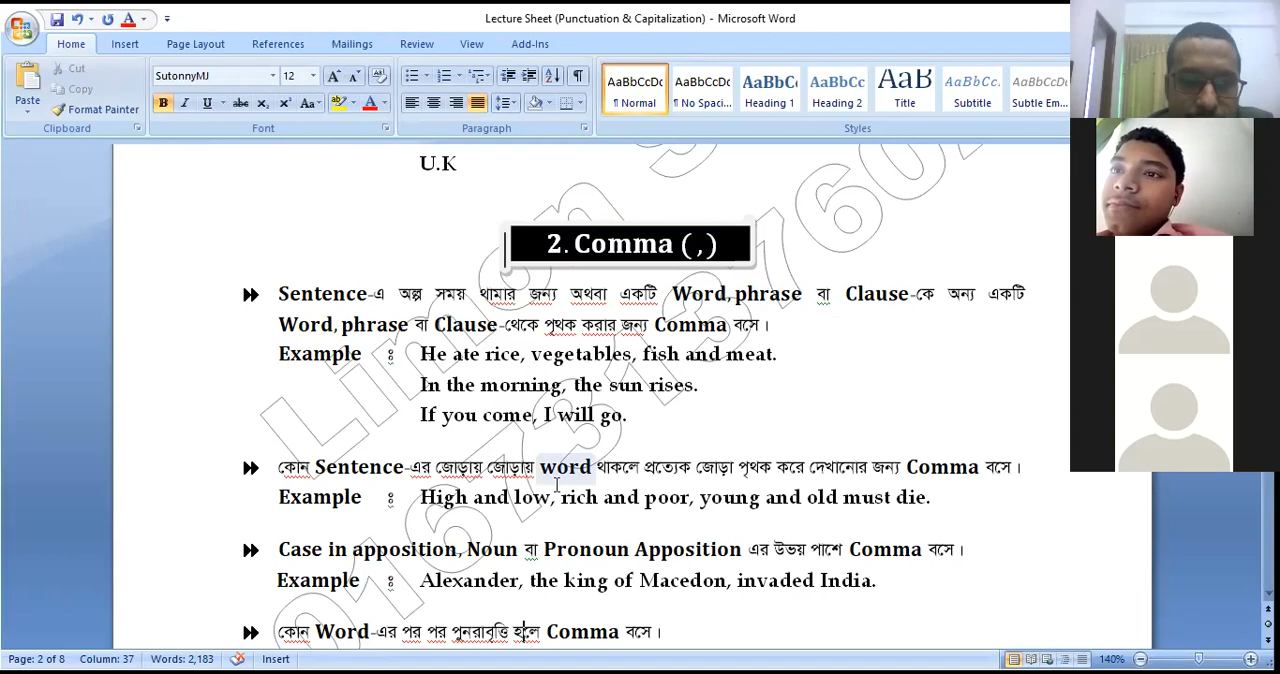 Lecture Sheet (Punctuation & Capitalization) - Microsoft Word
Home Insert Page Layout References Mailings Review View Add-Ins
Paste
Cut
Copy
Format Painter
Clipboard
SutonnyMJ 12
Font
Paragraph
AaBbCcDc AaBbCcDc AaBbC AaBbCc AaB AaBbCc. AaBbCcDc
¶ Normal ¶ No Spaci... Heading 1 Heading 2 Title Subtitle Subtle Em...
Styles
U.K
2. Comma ( , )
Sentence-এ অল্প সময় থামার জন্য অথবা একটি Word, phrase বা Clause-কে অন্য একটি
Word, phrase বা Clause-থেকে পৃথক করার জন্য Comma বসে।
Example ঃ He ate rice, vegetables, fish and meat.
In the morning, the sun rises.
If you come, I will go.
কোন Sentence-এর জোড়ায় জোড়ায় word থাকলে প্রত্যেক জোড়া পৃথক করে দেখানোর জন্য Comma বসে।
Example ঃ High and low, rich and poor, young and old must die.
Case in apposition, Noun বা Pronoun Apposition এর উভয় পাশে Comma বসে।
Example ঃ Alexander, the king of Macedon, invaded India.
কোন Word-এর পর পর পুনরাবৃত্তি হলে Comma বসে।
Page: 2 of 8 Column: 37 Words: 2,183 Insert 140%